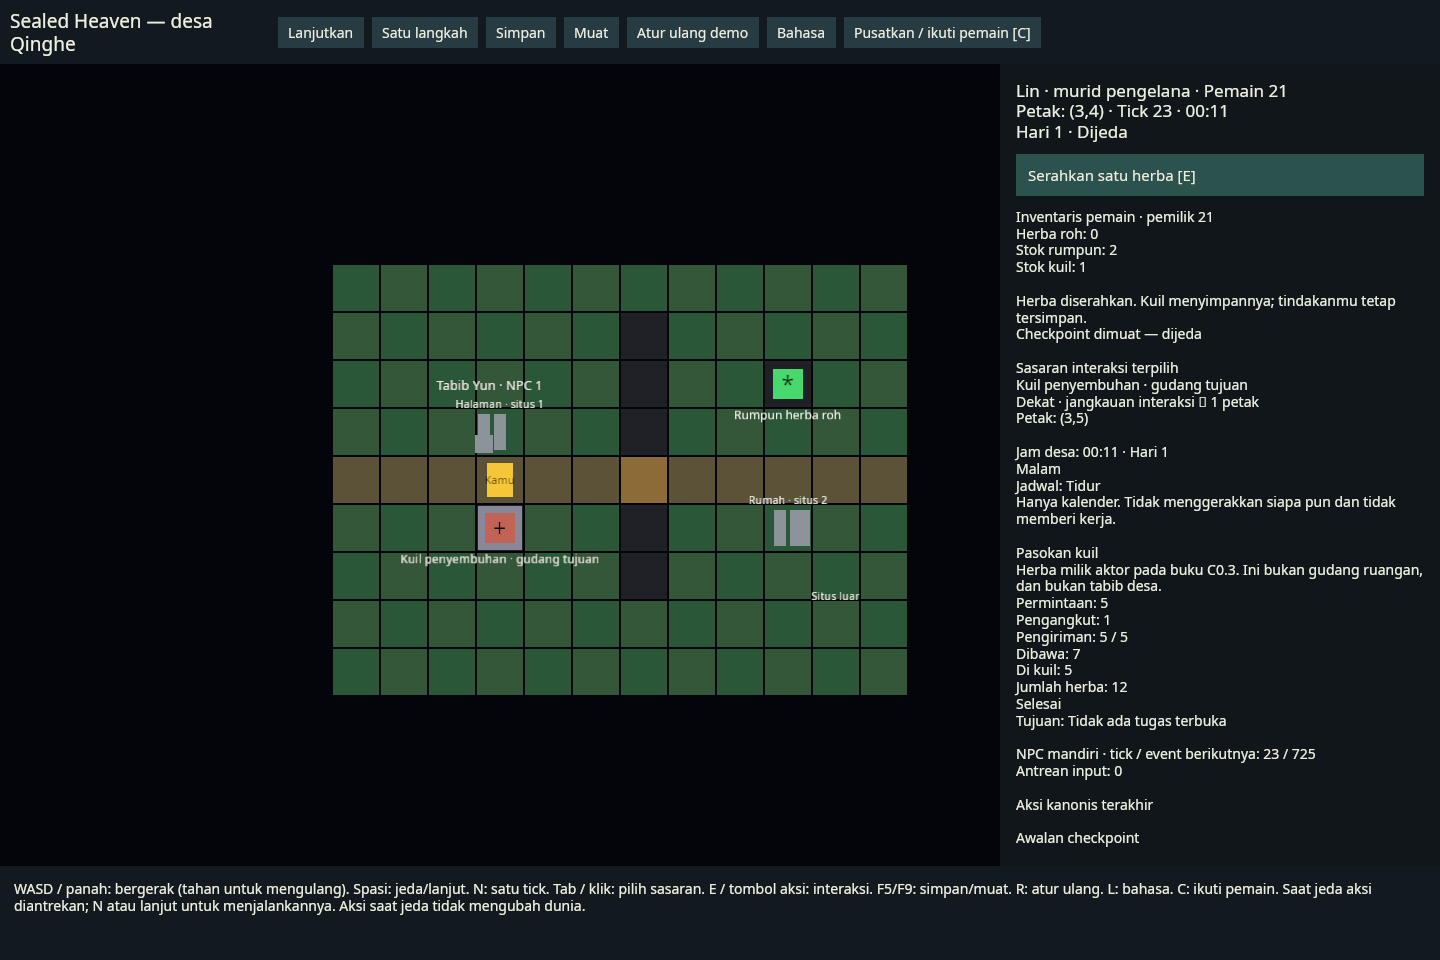 Sealed Heaven — desa
Qinghe
Lanjutkan
Satu langkah
Simpan
Muat
Atur ulang demo
Bahasa
Pusatkan / ikuti pemain [C]
Lin · murid pengelana · Pemain 21
Petak: (3,4) · Tick 23 · 00:11
Hari 1 · Dijeda
Serahkan satu herba [E]
Inventaris pemain · pemilik 21
Herba roh: 0
Stok rumpun: 2
Stok kuil: 1
Herba diserahkan. Kuil menyimpannya; tindakanmu tetap
tersimpan.
Checkpoint dimuat — dijeda
Sasaran interaksi terpilih
Kuil penyembuhan · gudang tujuan
Dekat · jangkauan interaksi 1 petak
Petak: (3,5)
Jam desa: 00:11 · Hari 1
Malam
Jadwal: Tidur
Hanya kalender. Tidak menggerakkan siapa pun dan tidak
memberi kerja.
Pasokan kuil
Herba milik aktor pada buku C0.3. Ini bukan gudang ruangan,
dan bukan tabib desa.
Permintaan: 5
Pengangkut: 1
Pengiriman: 5 / 5
Dibawa: 7
Di kuil: 5
Jumlah herba: 12
Selesai
Tujuan: Tidak ada tugas terbuka
NPC mandiri · tick / event berikutnya: 23 / 725
Antrean input: 0
Aksi kanonis terakhir
Awalan checkpoint
Tabib Yun · NPC 1
Halaman · situs 1
*
Rumpun herba roh
Kamu
Rumah · situs 2
+
Kuil penyembuhan · gudang tujuan
Situs luar
WASD / panah: bergerak (tahan untuk mengulang). Spasi: jeda/lanjut. N: satu tick. Tab / klik: pilih sasaran. E / tombol aksi: interaksi. F5/F9: simpan/muat. R: atur ulang. L: bahasa. C: ikuti pemain. Saat jeda aksi
diantrekan; N atau lanjut untuk menjalankannya. Aksi saat jeda tidak mengubah dunia.